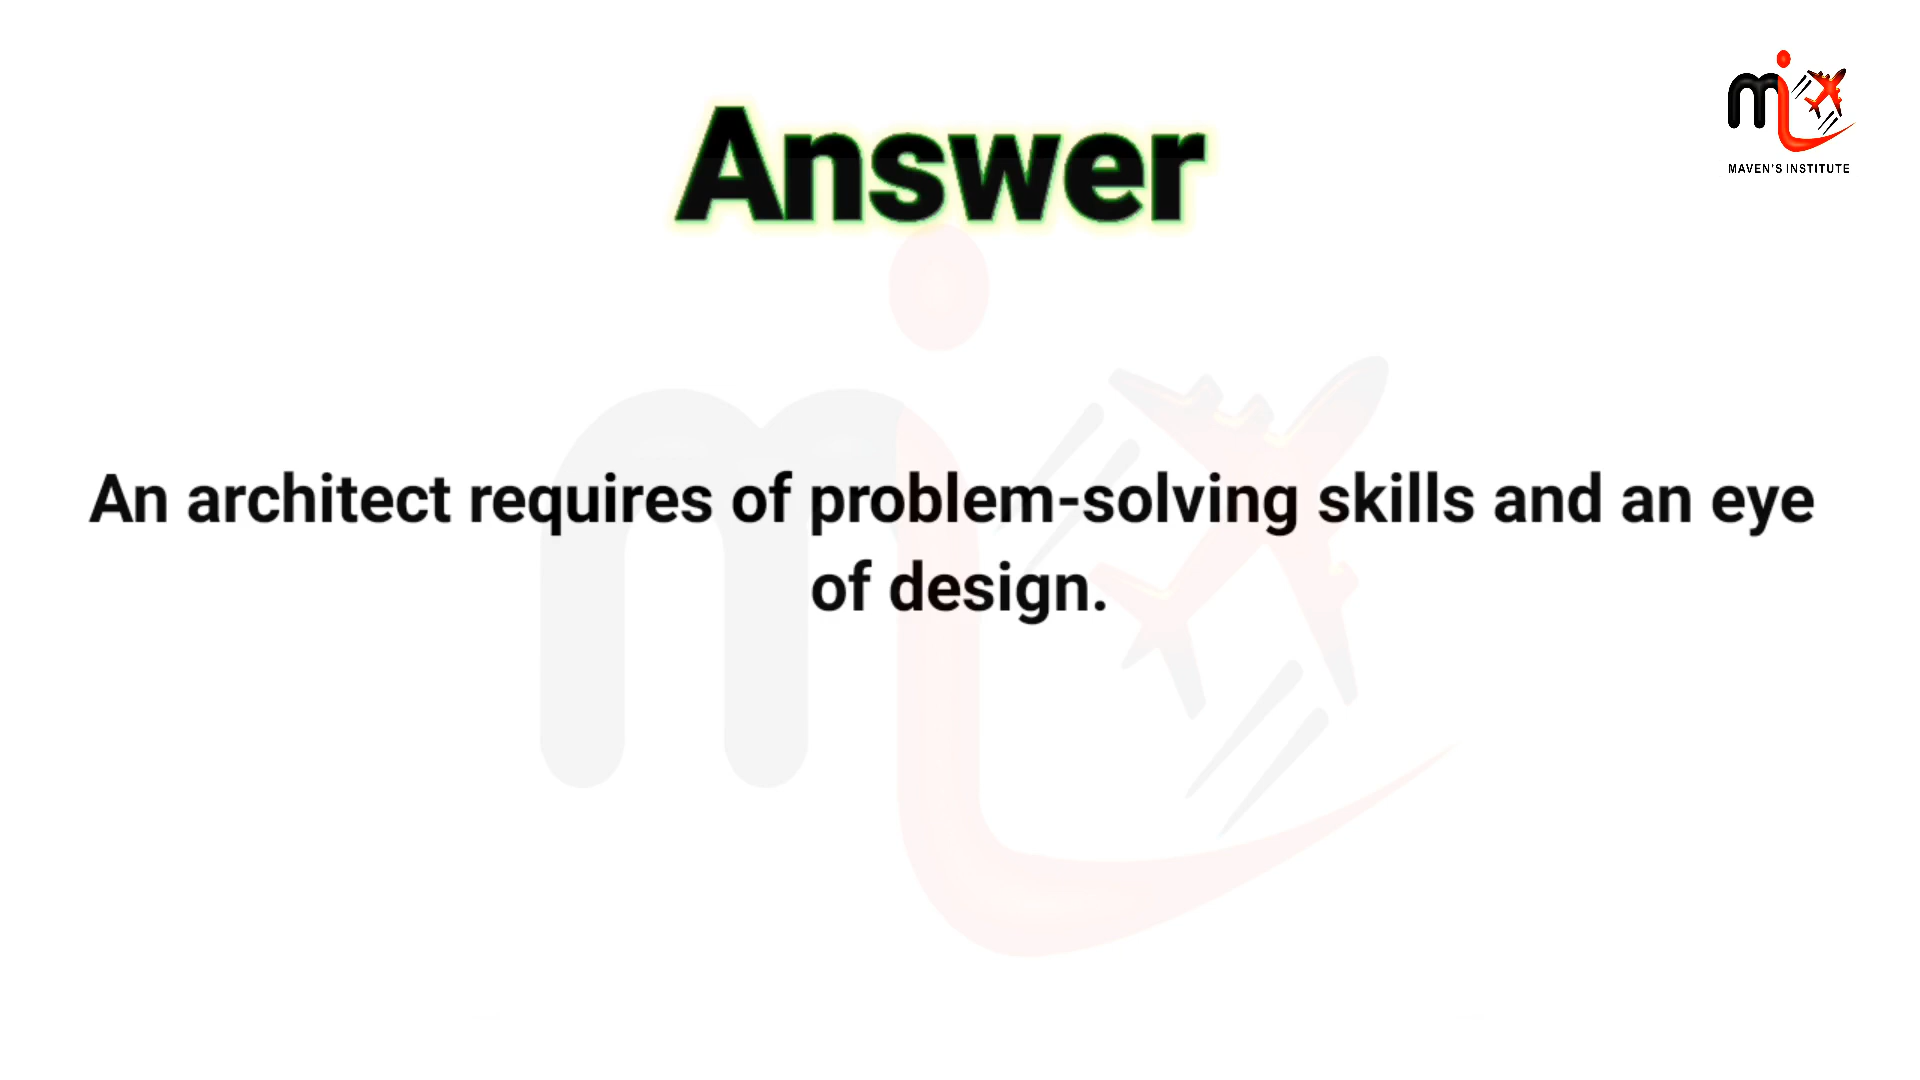 MAVEN'S INSTITUTE
Answer
An architect requires of problem-solving skills and an eye
of design.